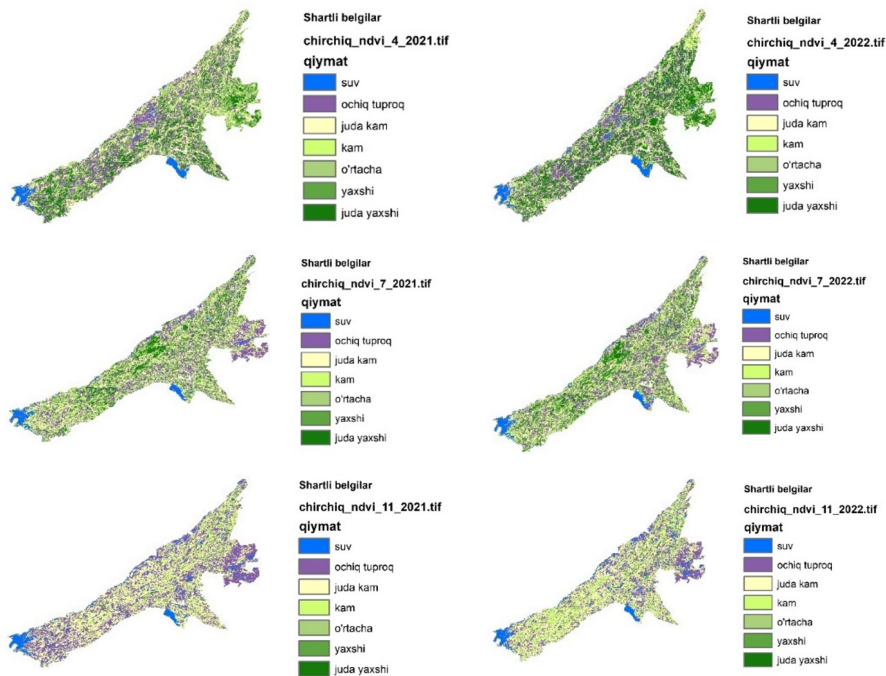 Shartli belgilar
chirchiq_ndvi_4_2021.tif
qiymat
suv
ochiq tuproq
juda kam
kam
o'rtacha
yaxshi
juda yaxshi
Shartli belgilar
chirchiq_ndvi_4_2022.tif
qiymat
suv
ochiq tuproq
juda kam
kam
o'rtacha
yaxshi
juda yaxshi
Shartli belgilar
chirchiq_ndvi_7_2021.tif
qiymat
suv
ochiq tuproq
juda kam
kam
o'rtacha
yaxshi
juda yaxshi
Shartli belgilar
chirchiq_ndvi_7_2022.tif
qiymat
suv
ochiq tuproq
juda kam
kam
o'rtacha
yaxshi
juda yaxshi
Shartli belgilar
chirchiq_ndvi_11_2021.tif
qiymat
suv
ochiq tuproq
juda kam
kam
o'rtacha
yaxshi
juda yaxshi
Shartli belgilar
chirchiq_ndvi_11_2022.tif
qiymat
suv
ochiq tuproq
juda kam
kam
o'rtacha
yaxshi
juda yaxshi